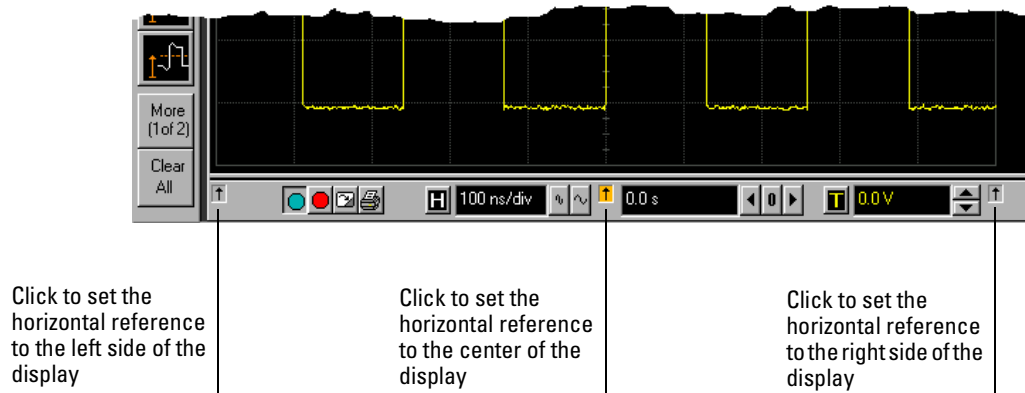 More
(1of 2)
Clear
All
H 100 ns/div 0.0 s 0 T 0.0 V
Click to set the
horizontal reference
to the left side of the
display
Click to set the
horizontal reference
to the center of the
display
Click to set the
horizontal reference
to the right side of the
display